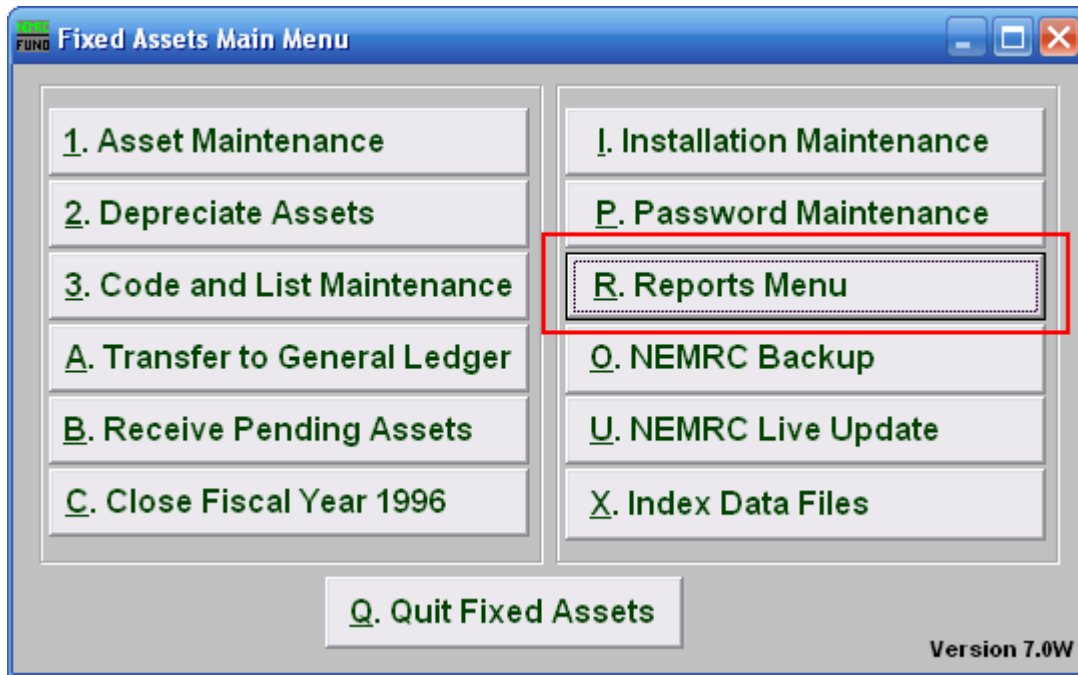 NEMRC
FUND
Fixed Assets Main Menu
1. Asset Maintenance
2. Depreciate Assets
3. Code and List Maintenance
A. Transfer to General Ledger
B. Receive Pending Assets
C. Close Fiscal Year 1996
I. Installation Maintenance
P. Password Maintenance
R. Reports Menu
O. NEMRC Backup
U. NEMRC Live Update
X. Index Data Files
Q. Quit Fixed Assets
Version 7.0W